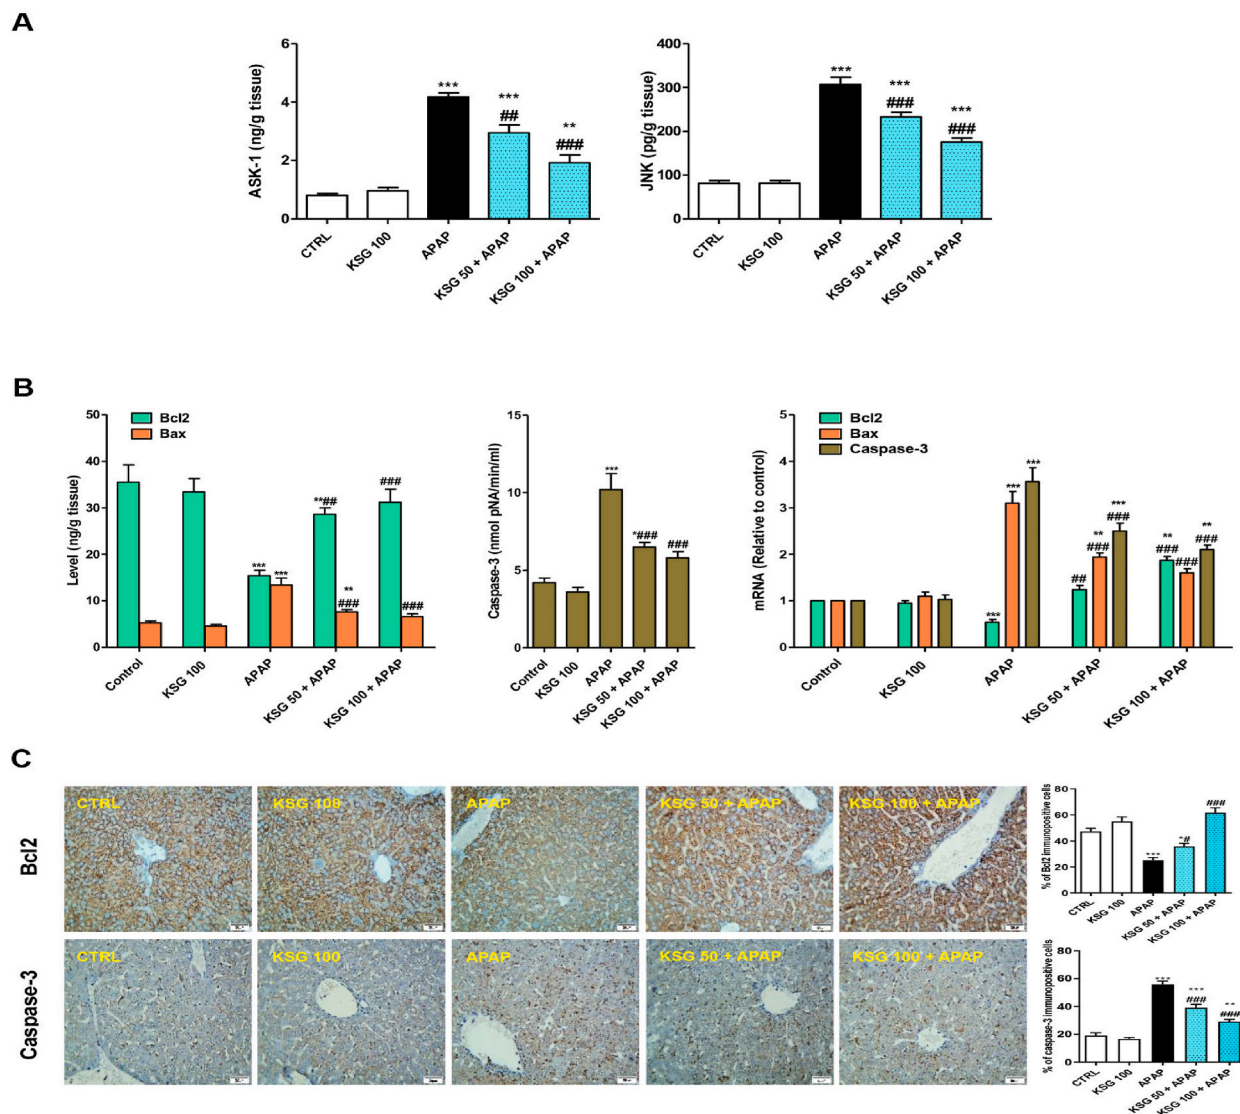 A
ASK-1 (ng/g tissue)
6
4
2
0
***
***
##
**
###
CTRL
KSG 100
APAP
KSG 50 + APAP
KSG 100 + APAP
JNK (pg/g tissue)
400
300
200
100
0
***
***
###
***
###
CTRL
KSG 100
APAP
KSG 50 + APAP
KSG 100 + APAP
B
Level (ng/g tissue)
50
40
30
20
10
0
Bcl2
Bax
***
***
**##
**
###
###
###
Control
KSG 100
APAP
KSG 50 + APAP
KSG 100 + APAP
Caspase-3 (nmol pNA/min/ml)
15
10
5
0
***
*###
###
Control
KSG 100
APAP
KSG 50 + APAP
KSG 100 + APAP
mRNA (Relative to control)
5
4
3
2
1
0
Bcl2
Bax
Caspase-3
***
***
***
##
**
###
***
###
**
###
###
**
###
Control
KSG 100
APAP
KSG 50 + APAP
KSG 100 + APAP
C
Bcl2
CTRL
KSG 100
APAP
KSG 50 + APAP
KSG 100 + APAP
% of Bcl2 immunopositive cells
80
60
40
20
0
***
*#
###
CTRL
KSG 100
APAP
KSG 50 + APAP
KSG 100 + APAP
Caspase-3
CTRL
KSG 100
APAP
KSG 50 + APAP
KSG 100 + APAP
% of caspase-3 immunopositive cells
80
60
40
20
0
***
***
###
**
###
CTRL
KSG 100
APAP
KSG 50 + APAP
KSG 100 + APAP